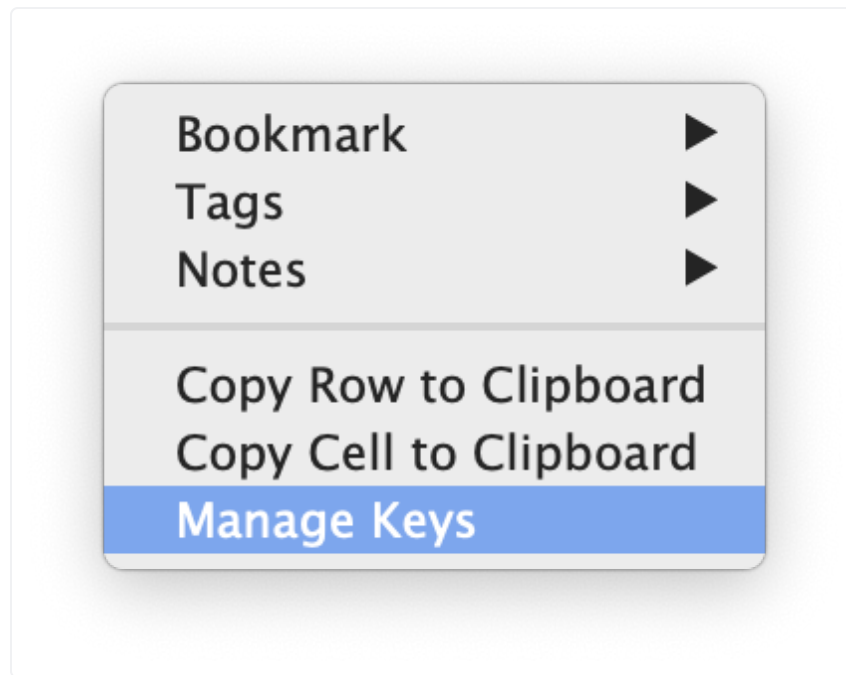 Bookmark
Tags
Notes
Copy Row to Clipboard
Copy Cell to Clipboard
Manage Keys